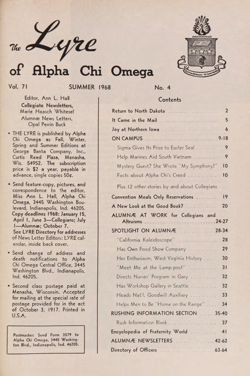 The Lyre
of Alpha Chi Omega
Vol. 71
SUMMER 1968
No. 4
Editor, Ann L. Hall
Collegiate Newsletters,
Marie Haasch Whitesel
Alumnæ News Letters,
Opal Perrin Buck
• THE LYRE is published by Alpha
Chi Omega as Fall, Winter,
Spring and Summer editions at
George Banta Company, Inc.,
Curtis Reed Plaza, Menasha,
Wis. 54952. The subscription
price is $2 a year, payable in
advance, single copies 50¢.
• Send feature copy, pictures, and
correspondence to the editor,
Miss Ann L. Hall, Alpha Chi
Omega, 3445 Washington Boul-
evard, Indianapolis, Ind. 46205.
Copy deadlines 1968: January 15,
April 1, June 3—Collegians; July
1—Alumnæ; October 7.
See LYRE Directory for addresses
of News Letter Editors; LYRE cal-
endar, inside back cover.
• Send change of address and
death notifications to Alpha
Chi Omega Central Office, 3445
Washington Blvd., Indianapolis,
Ind. 46205.
• Second class postage paid at
Menasha, Wisconsin. Accepted
for mailing at the special rate of
postage provided for in the act
of October 3, 1917. Printed in
U.S.A.
Postmaster: Send Form 3579 to
Alpha Chi Omega, 3445 Washing-
ton Blvd., Indianapolis, Ind. 46205.
Contents
Return to North Dakota 2
It Came in the Mail 5
Joy at Northern Iowa 6
ON CAMPUS 9-18
Sigma Gives Its Price to Easter Seal 9
Help Marines Aid South Vietnam 9
Mystery Guest? She Wrote "My Symphony!" 10
Facts about Alpha Chi's Creed 10
Plus 12 other stories by and about Collegians
Convention Meads Only Reservations 19
A New Look at the Good Book? 20
ALUMNÆ AT WORK for Collegians and
Altruisms 24-27
SPOTLIGHT ON ALUMNÆ 28-34
"California Kaleidoscope" 28
Has Own Food Show Company 29
Her Enthusiasm, West Virginia History 30
"Meet Me at the Lamp post" 31
Directs Nurses' Program in Gary 32
Has Workshop Gallery in Seattle 32
Heads Nat'l. Goodwill Auxiliary 33
Helps Men to Be "Home on the Range" 34
RUSHING INFORMATION SECTION 35-40
Rush Information Blank 37
Encyclopedia of Fraternity World 41
ALUMNÆ NEWSLETTERS 42-62
Directory of Officers 63-64